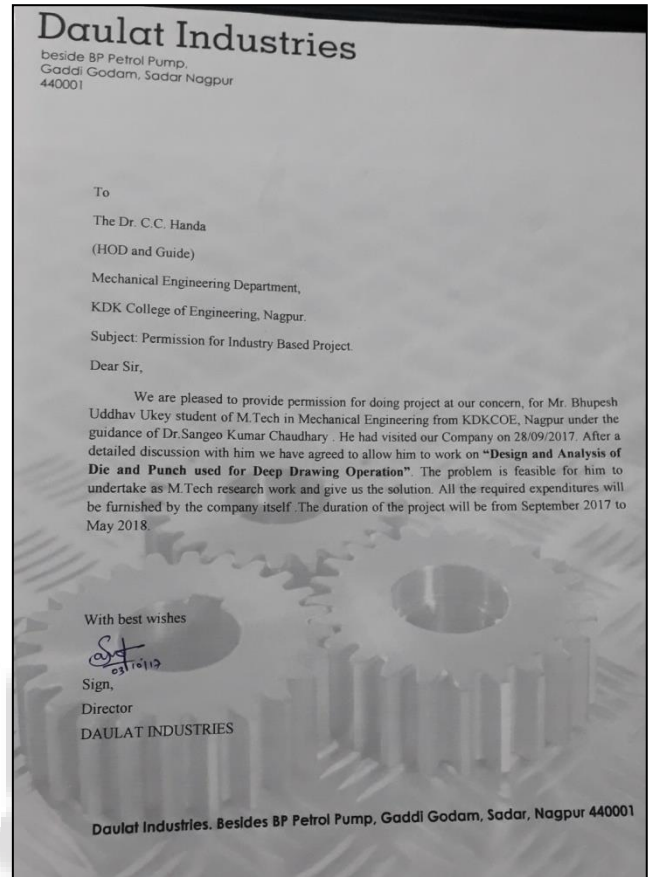 Daulat Industries
beside BP Petrol Pump,
Gaddi Godam, Sadar Nagpur
440001
To
The Dr. C.C. Handa
(HOD and Guide)
Mechanical Engineering Department,
KDK College of Engineering, Nagpur.
Subject: Permission for Industry Based Project.
Dear Sir,
We are pleased to provide permission for doing project at our concern, for Mr. Bhupesh
Uddhav Ukey student of M.Tech in Mechanical Engineering from KDKCOE, Nagpur under the
guidance of Dr.Sangeo Kumar Chaudhary . He had visited our Company on 28/09/2017. After a
detailed discussion with him we have agreed to allow him to work on “Design and Analysis of
Die and Punch used for Deep Drawing Operation”. The problem is feasible for him to
undertake as M.Tech research work and give us the solution. All the required expenditures will
be furnished by the company itself .The duration of the project will be from September 2017 to
May 2018.
With best wishes
03/10/17
Sign,
Director
DAULAT INDUSTRIES
Daulat Industries. Besides BP Petrol Pump, Gaddi Godam, Sadar, Nagpur 440001